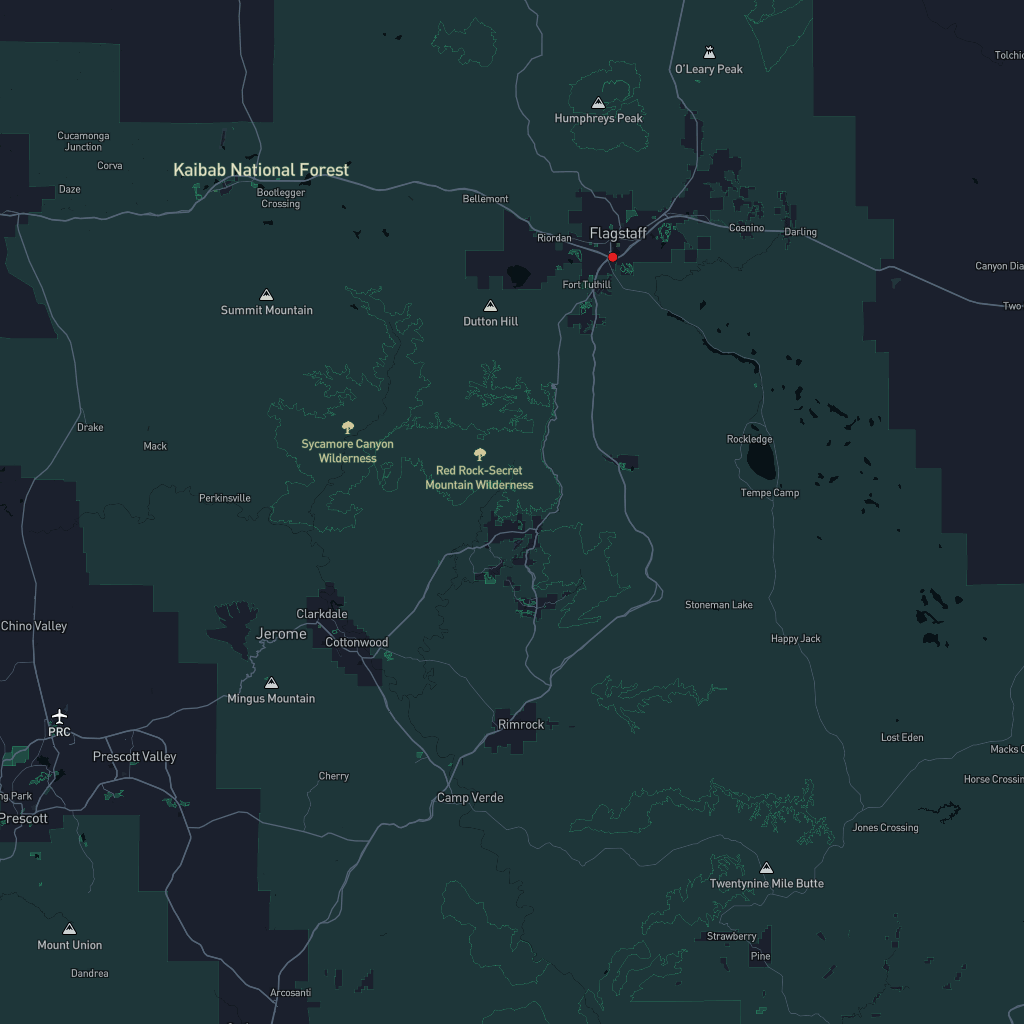 Tolchic
O'Leary Peak
Humphreys Peak
Cucamonga
Junction
Corva
Kaibab National Forest
Daze
Bootlegger
Crossing
Bellemont
Cosnino
Darling
Flagstaff
Riordan
Canyon Dia
Fort Tuthill
Summit Mountain
Two
Dutton Hill
Drake
Mack
Sycamore Canyon
Wilderness
Rockledge
Red Rock-Secret
Mountain Wilderness
Perkinsville
Tempe Camp
Stoneman Lake
Clarkdale
Chino Valley
Jerome
Cottonwood
Happy Jack
Mingus Mountain
Rimrock
PRC
Lost Eden
Macks C
Prescott Valley
Cherry
Horse Crossin
ng Park
Camp Verde
Prescott
Jones Crossing
Twentynine Mile Butte
Strawberry
Mount Union
Pine
Dandrea
Arcosanti